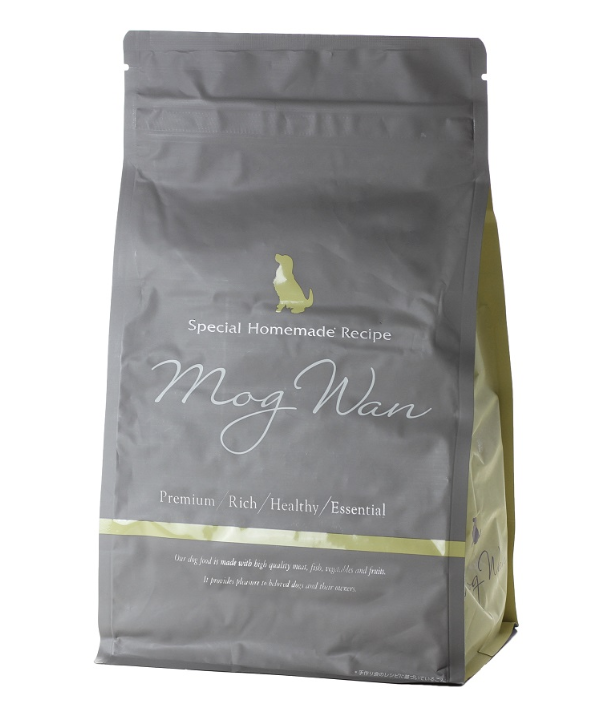 Special Homemade Recipe
Mog Wan
Premium / Rich / Healthy / Essential
Our dog food is made with high quality meat, fish, vegetables and fruits.
It provides pleasure to beloved dogs and their owners.